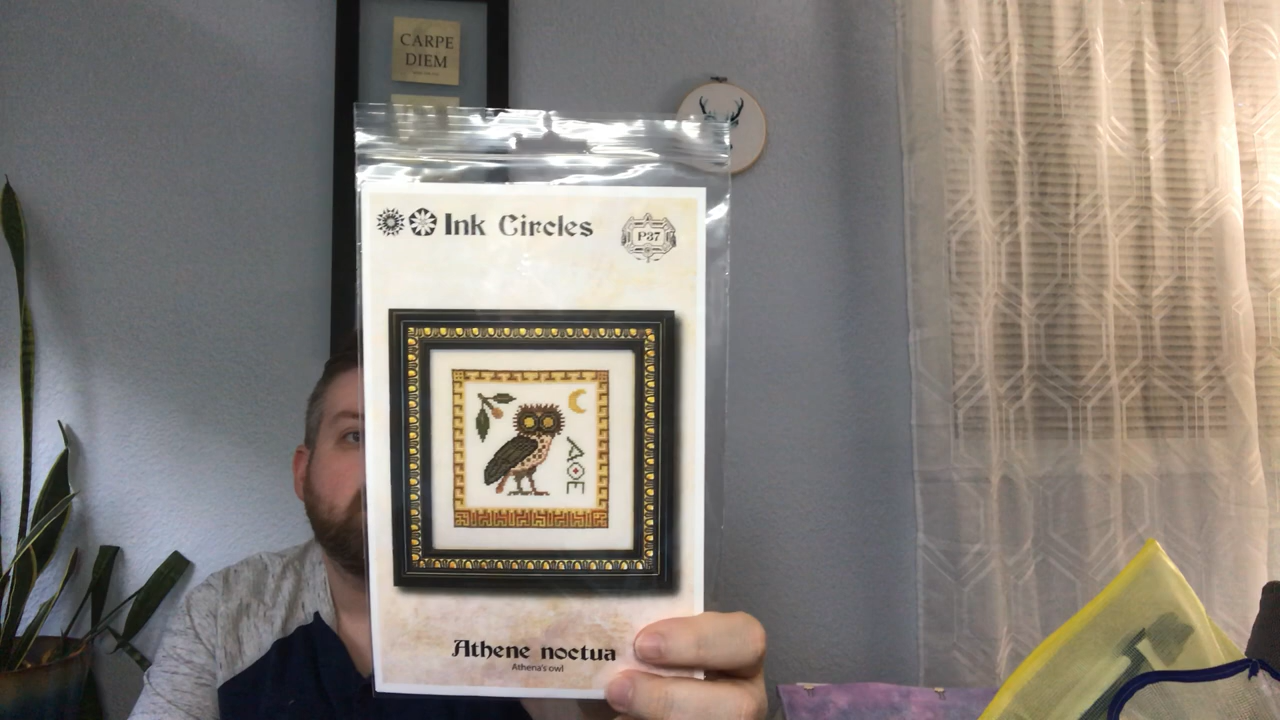 CARPE
DIEM
Ink Circles
P37
ΑΘΕ
Athene noctua
Athena's owl